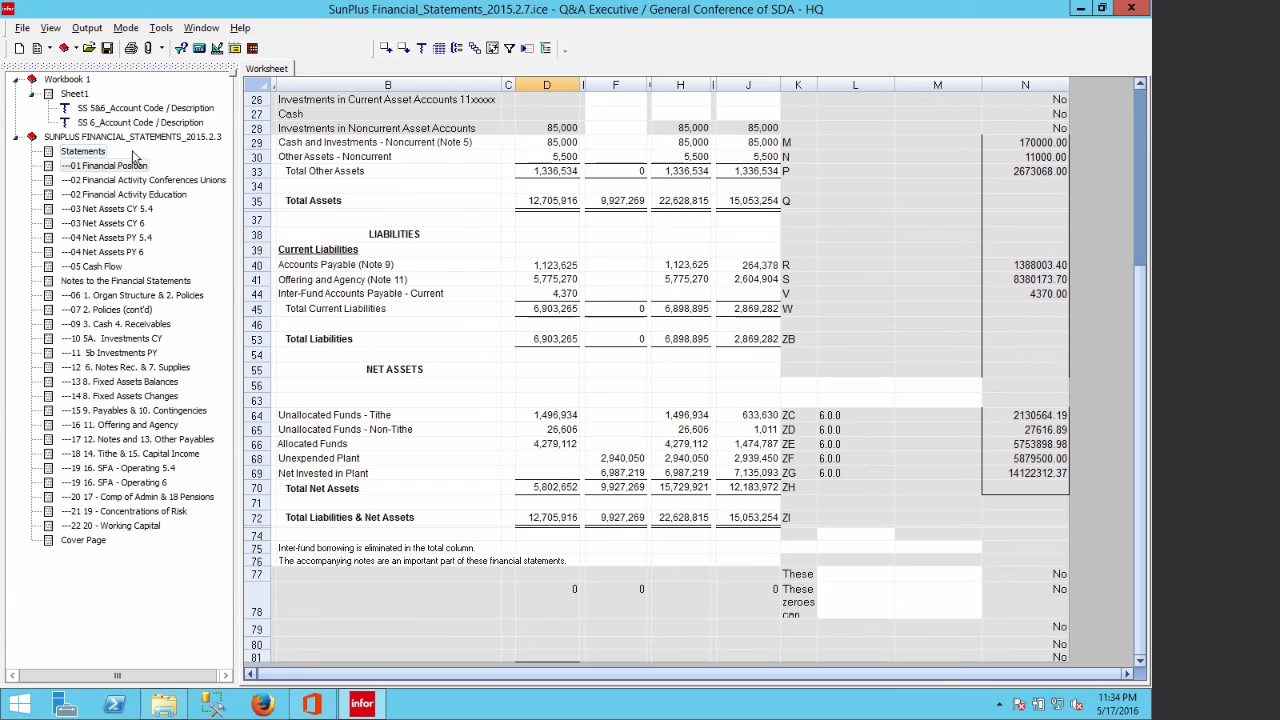 infor
SunPlus Financial_Statements_2015.2.7.ice - Q&A Executive / General Conference of SDA - HQ
File View Output Mode Tools Window Help
Workbook 1
Sheet1
SS 5&6_Account Code / Description
SS 6_Account Code / Description
SUNPLUS FINANCIAL_STATEMENTS_2015.2.3
Statements
---01 Financial Position
---02 Financial Activity Conferences Unions
---02 Financial Activity Education
---03 Net Assets CY 5.4
---03 Net Assets CY 6
---04 Net Assets PY 5.4
---04 Net Assets PY 6
---05 Cash Flow
Notes to the Financial Statements
---06 1. Organ Structure & 2. Policies
---07 2. Policies (cont'd)
---09 3. Cash 4. Receivables
---10 5A. Investments CY
---11 5b Investments PY
---12 6. Notes Rec. & 7. Supplies
---13 8. Fixed Assets Balances
---14 8. Fixed Assets Changes
---15 9. Payables & 10. Contingencies
---16 11. Offering and Agency
---17 12. Notes and 13. Other Payables
---18 14. Tithe & 15. Capital Income
---19 16. SFA - Operating 5.4
---19 16. SFA - Operating 6
---20 17 - Comp of Admin & 18 Pensions
---21 19 - Concentrations of Risk
---22 20 - Working Capital
Cover Page
Worksheet
B C D F H J K L M N
26 Investments in Current Asset Accounts 11xxxxx No
27 Cash No
28 Investments in Noncurrent Asset Accounts 85,000 85,000 85,000 No
29 Cash and Investments - Noncurrent (Note 5) 85,000 85,000 85,000 M 170000.00
30 Other Assets - Noncurrent 5,500 5,500 5,500 N 11000.00
33 Total Other Assets 1,336,534 0 1,336,534 1,336,534 P 2673068.00
34
35 Total Assets 12,705,916 9,927,269 22,628,815 15,053,254 Q
37
38 LIABILITIES
39 Current Liabilities
40 Accounts Payable (Note 9) 1,123,625 1,123,625 264,378 R 1388003.40
41 Offering and Agency (Note 11) 5,775,270 5,775,270 2,604,904 S 8380173.70
44 Inter-Fund Accounts Payable - Current 4,370 V 4370.00
45 Total Current Liabilities 6,903,265 0 6,898,895 2,869,282 W
46
53 Total Liabilities 6,903,265 0 6,898,895 2,869,282 ZB
54
55 NET ASSETS
56
63
64 Unallocated Funds - Tithe 1,496,934 1,496,934 633,630 ZC 6.0.0 2130564.19
65 Unallocated Funds - Non-Tithe 26,606 26,606 1,011 ZD 6.0.0 27616.89
66 Allocated Funds 4,279,112 4,279,112 1,474,787 ZE 6.0.0 5753898.98
68 Unexpended Plant 2,940,050 2,940,050 2,939,450 ZF 6.0.0 5879500.00
69 Net Invested in Plant 6,987,219 6,987,219 7,135,093 ZG 6.0.0 14122312.37
70 Total Net Assets 5,802,652 9,927,269 15,729,921 12,183,972 ZH
71
72 Total Liabilities & Net Assets 12,705,916 9,927,269 22,628,815 15,053,254 ZI
74
75 Inter-fund borrowing is eliminated in the total column.
76 The accompanying notes are an important part of these financial statements.
77 These No
78 0 0 0 These zeroes can No
79 No
80 No
81 No
infor
11:34 PM
5/17/2016